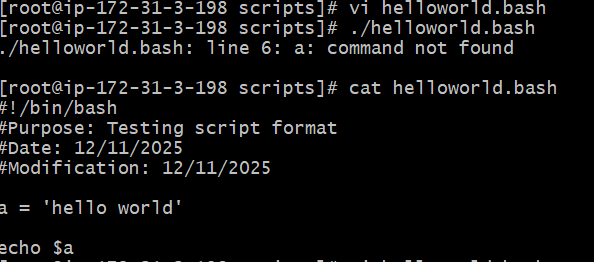 [root@ip-172-31-3-198 scripts]# vi helloworld.bash
[root@ip-172-31-3-198 scripts]# ./helloworld.bash
./helloworld.bash: line 6: a: command not found

[root@ip-172-31-3-198 scripts]# cat helloworld.bash
#!/bin/bash
#Purpose: Testing script format
#Date: 12/11/2025
#Modification: 12/11/2025

a = 'hello world'

echo $a